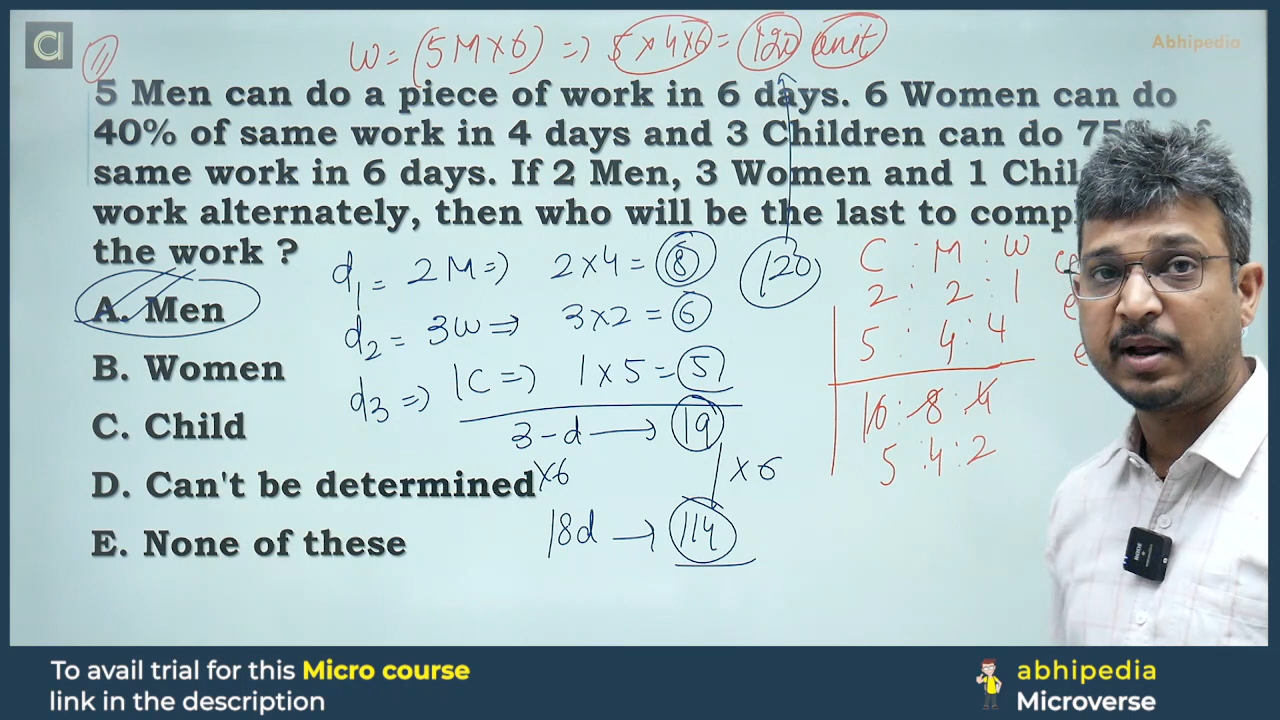 11
W = (5M×6) => 5×4×6 = 120 unit
Abhipedia
5 Men can do a piece of work in 6 days. 6 Women can do
40% of same work in 4 days and 3 Children can do 75% of
same work in 6 days. If 2 Men, 3 Women and 1 Chil
work alternately, then who will be the last to comp
the work ?
A. Men
B. Women
C. Child
D. Can't be determined
E. None of these
d1 = 2M => 2×4 = 8
d2 = 3W => 3×2 = 6
d3 => 1C => 1×5 = 5
3-d → 19
×6 ×6
18d → 114
120
C : M : W
2 : 2 : 1
5 : 4 : 4
10 : 8 : 4
5 : 4 : 2
To avail trial for this Micro course
link in the description
abhipedia
Microverse